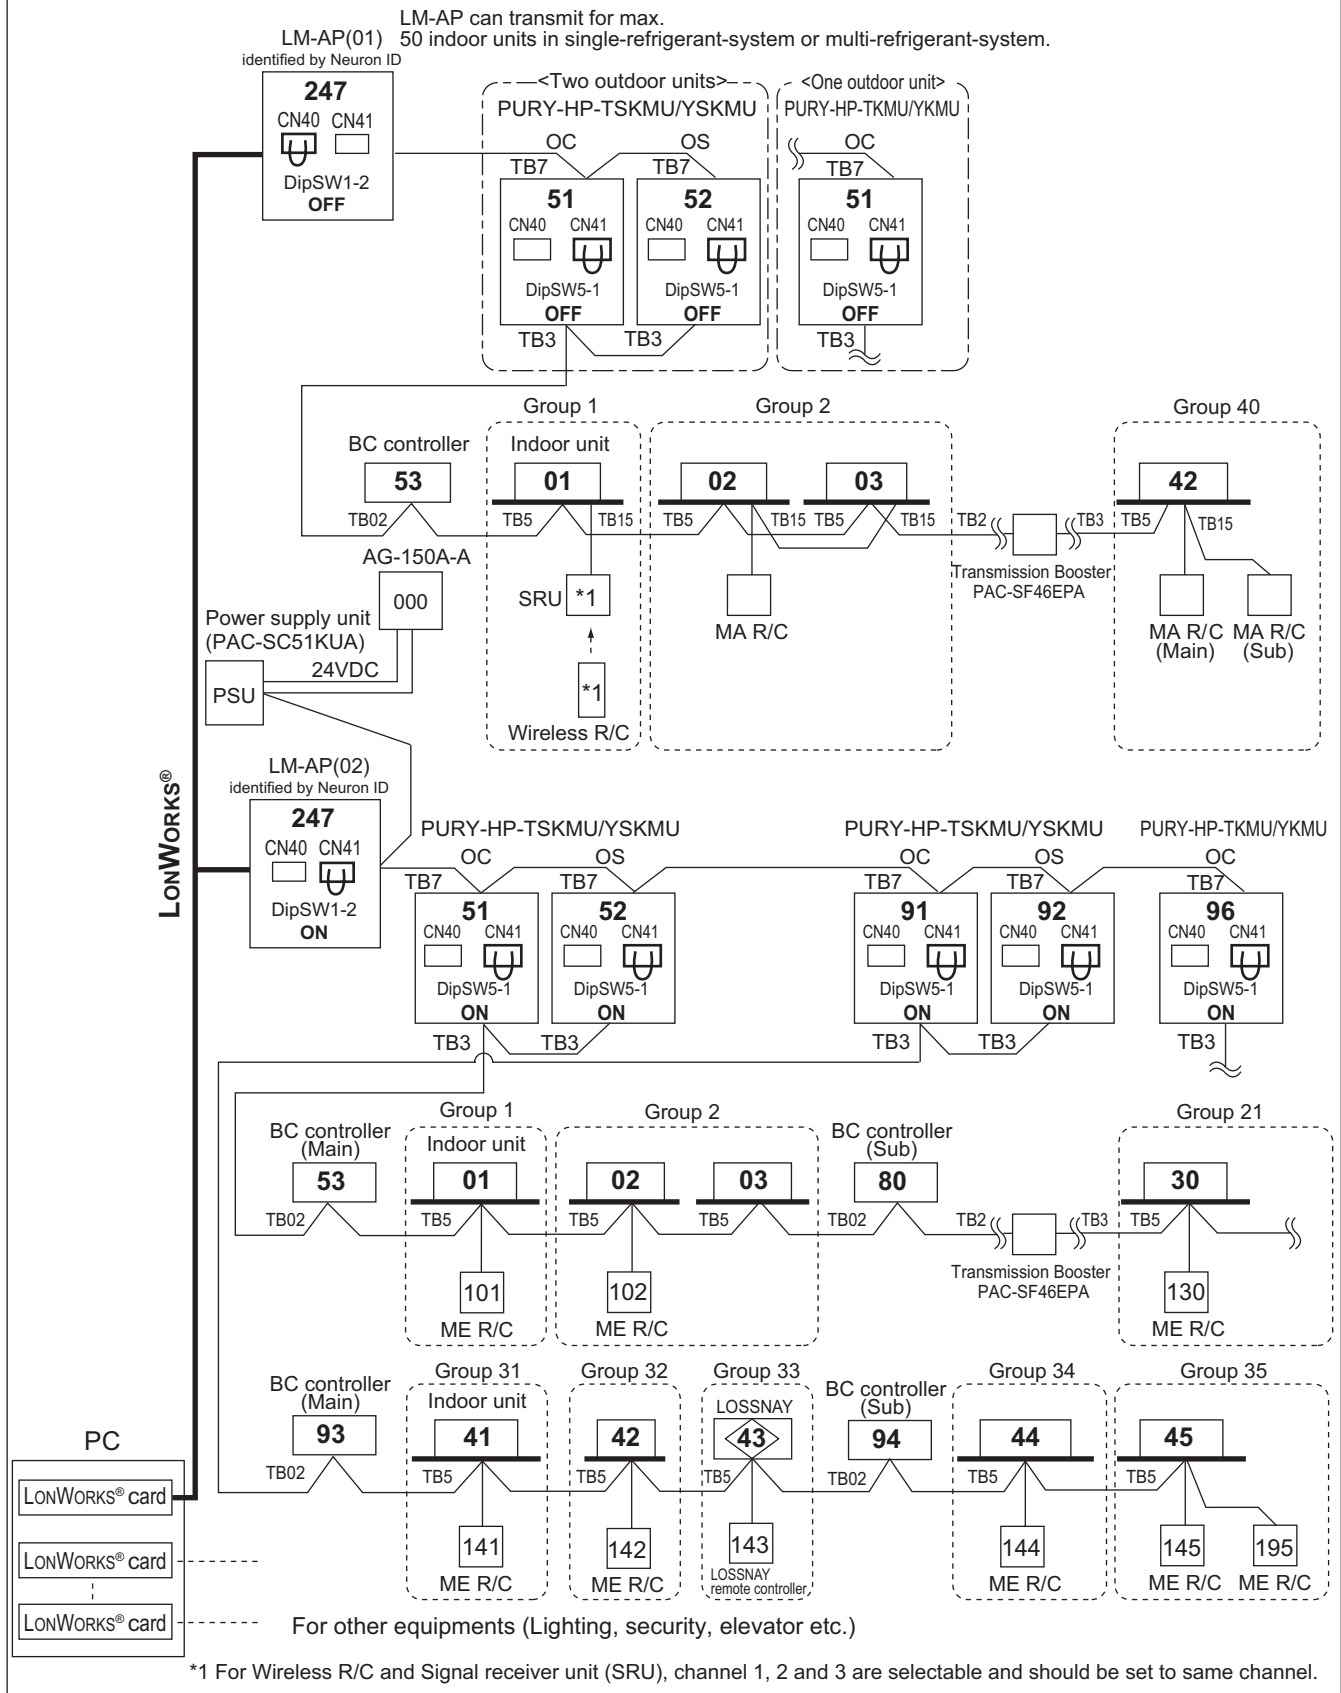 LM-AP can transmit for max.
50 indoor units in single-refrigerant-system or multi-refrigerant-system.
LM-AP(01)
identified by Neuron ID
247
CN40 CN41
DipSW1-2
OFF
<Two outdoor units>
PURY-HP-TSKMU/YSKMU
OC OS
TB7 TB7
51
CN40 CN41
DipSW5-1
OFF
52
CN40 CN41
DipSW5-1
OFF
TB3 TB3
<One outdoor unit>
PURY-HP-TKMU/YKMU
OC
TB7
51
CN40 CN41
DipSW5-1
OFF
TB3
Group 1
Group 2
Group 40
BC controller
53
TB02
Indoor unit
01
TB5 TB15
SRU *1
*1
Wireless R/C
02
TB5 TB15
03
TB5 TB15
MA R/C
TB2 TB3
Transmission Booster
PAC-SF46EPA
42
TB5 TB15
MA R/C
(Main)
MA R/C
(Sub)
AG-150A-A
000
Power supply unit
(PAC-SC51KUA)
24VDC
PSU
LONWORKS®
LM-AP(02)
identified by Neuron ID
247
CN40 CN41
DipSW1-2
ON
PURY-HP-TSKMU/YSKMU
OC OS
TB7 TB7
51
CN40 CN41
DipSW5-1
ON
52
CN40 CN41
DipSW5-1
ON
TB3 TB3
PURY-HP-TSKMU/YSKMU
OC OS
TB7 TB7
91
CN40 CN41
DipSW5-1
ON
92
CN40 CN41
DipSW5-1
ON
TB3 TB3
PURY-HP-TKMU/YKMU
OC
TB7
96
CN40 CN41
DipSW5-1
ON
TB3
Group 1
Group 2
Group 21
BC controller
(Main)
53
TB02
Indoor unit
01
TB5
101
ME R/C
02
TB5
102
ME R/C
03
TB5
BC controller
(Sub)
80
TB02
TB2 TB3
Transmission Booster
PAC-SF46EPA
30
TB5
130
ME R/C
Group 31
Group 32
Group 33
Group 34
Group 35
BC controller
(Main)
93
TB02
Indoor unit
41
TB5
141
ME R/C
42
TB5
142
ME R/C
LOSSNAY
43
TB5
143
LOSSNAY
remote controller
BC controller
(Sub)
94
TB02
44
TB5
144
ME R/C
45
TB5
145
ME R/C
195
ME R/C
PC
LONWORKS® card
LONWORKS® card
LONWORKS® card
For other equipments (Lighting, security, elevator etc.)
*1 For Wireless R/C and Signal receiver unit (SRU), channel 1, 2 and 3 are selectable and should be set to same channel.